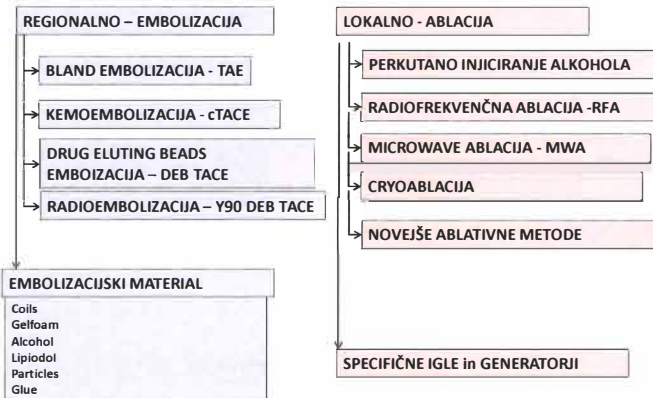 REGIONALNO – EMBOLIZACIJA
BLAND EMBOLIZACIJA - TAE
KEMOEMBOLIZACIJA - cTACE
DRUG ELUTING BEADS
EMBOIZACIJA – DEB TACE
RADIOEMBOLIZACIJA – Y90 DEB TACE
EMBOLIZACIJSKI MATERIAL
Coils
Gelfoam
Alcohol
Lipiodol
Particles
Glue
LOKALNO - ABLACIJA
PERKUTANO INJICIRANJE ALKOHOLA
RADIOFREKVENČNA ABLACIJA -RFA
MICROWAVE ABLACIJA - MWA
CRYOABLACIJA
NOVEJŠE ABLATIVNE METODE
SPECIFIČNE IGLE in GENERATORJI